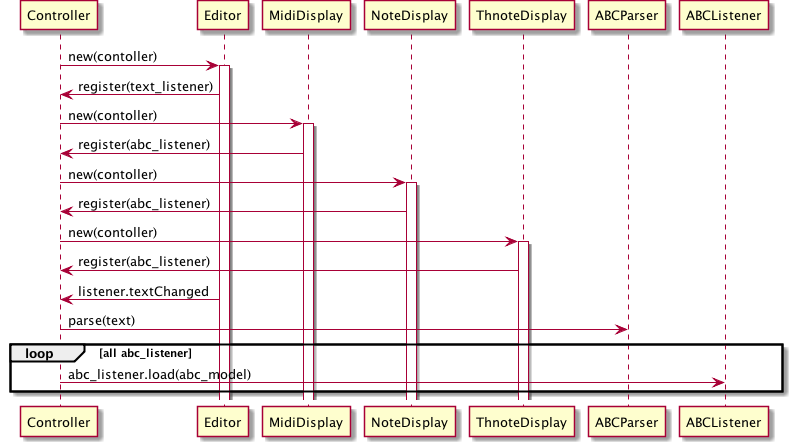 Controller Editor MidiDisplay NoteDisplay ThnoteDisplay ABCParser ABCListener
new(contoller)
register(text_listener)
new(contoller)
register(abc_listener)
new(contoller)
register(abc_listener)
new(contoller)
register(abc_listener)
listener.textChanged
parse(text)
loop [all abc_listener]
abc_listener.load(abc_model)
Controller Editor MidiDisplay NoteDisplay ThnoteDisplay ABCParser ABCListener